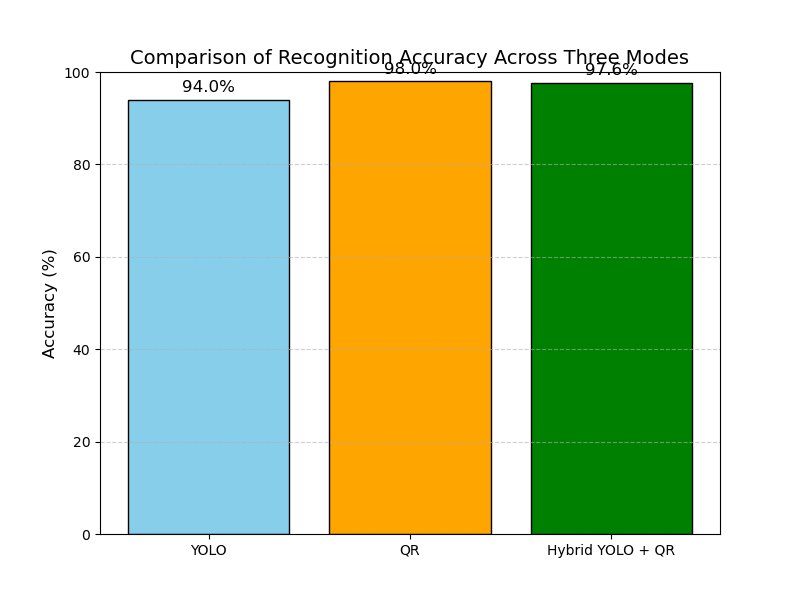 Comparison of Recognition Accuracy Across Three Modes
94.0%
98.0%
97.6%
100
80
60
40
20
0
Accuracy (%)
YOLO
QR
Hybrid YOLO + QR